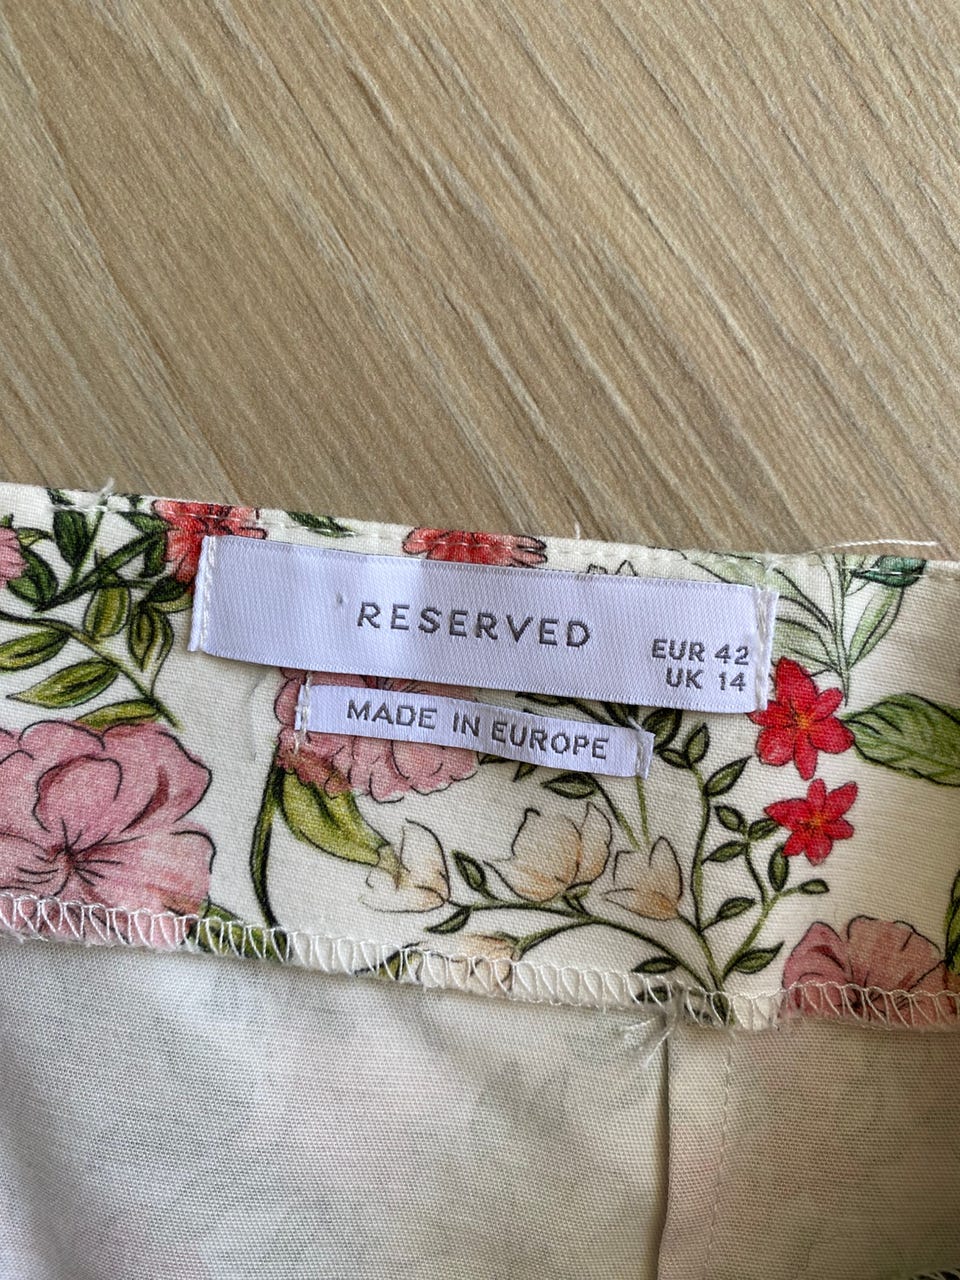 RESERVED
EUR 42
UK 14
MADE IN EUROPE